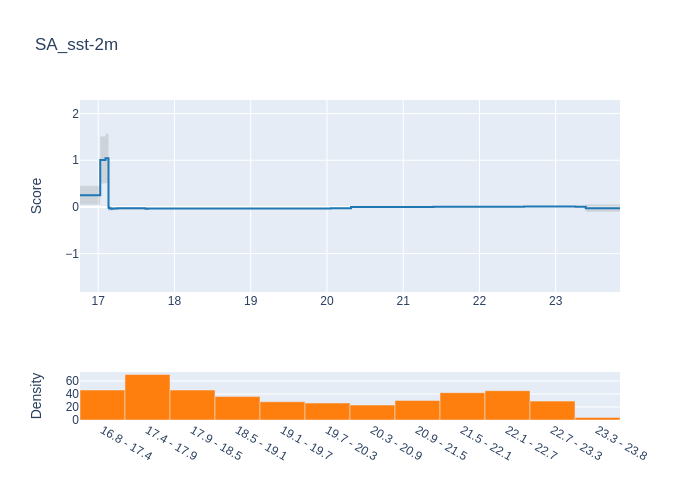 SA_sst-2m
2
1
0
−1
Score
17 18 19 20 21 22 23
60
40
20
0
Density
16.8 - 17.4
17.4 - 17.9
17.9 - 18.5
18.5 - 19.1
19.1 - 19.7
19.7 - 20.3
20.3 - 20.9
20.9 - 21.5
21.5 - 22.1
22.1 - 22.7
22.7 - 23.3
23.3 - 23.8